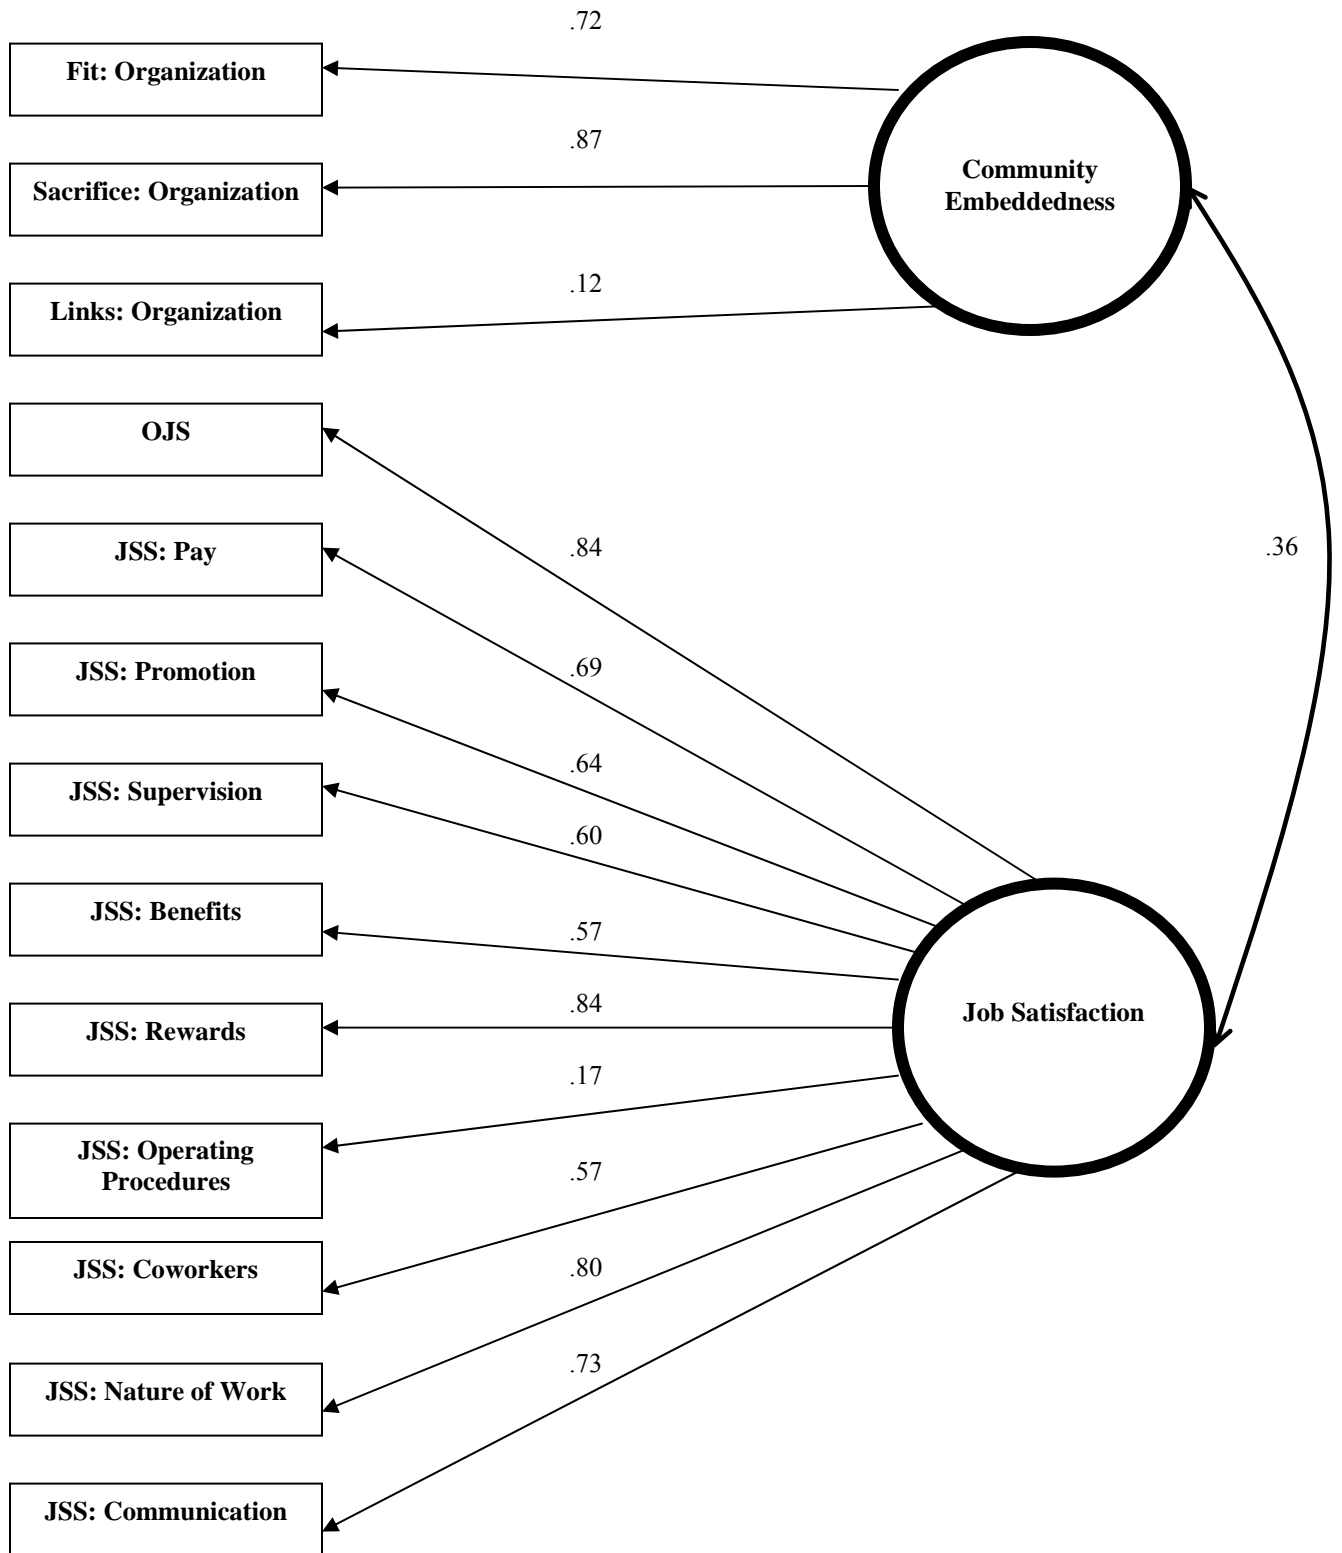 .72
Fit: Organization
.87
Community
Embeddedness
Sacrifice: Organization
.12
Links: Organization
OJS
.84
JSS: Pay
.36
.69
JSS: Promotion
.64
JSS: Supervision
.60
JSS: Benefits
.57
.84
Job Satisfaction
JSS: Rewards
.17
JSS: Operating
Procedures
.57
JSS: Coworkers
.80
JSS: Nature of Work
.73
JSS: Communication